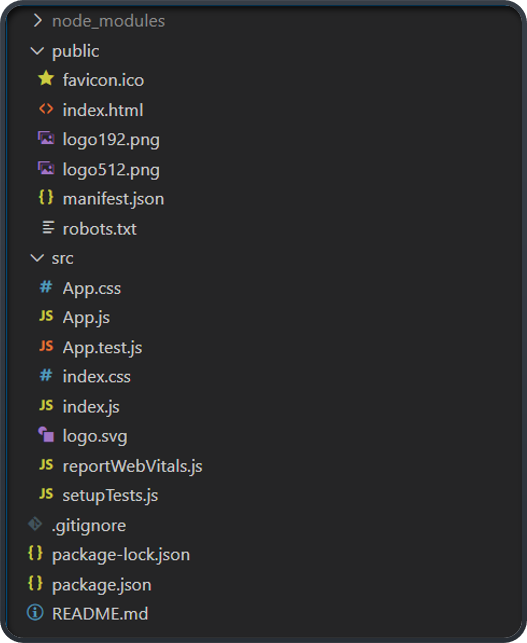 node_modules
public
favicon.ico
<> index.html
logo192.png
logo512.png
{} manifest.json
robots.txt
src
# App.css
JS App.js
JS App.test.js
# index.css
JS index.js
logo.svg
JS reportWebVitals.js
JS setupTests.js
.gitignore
{} package-lock.json
{} package.json
README.md